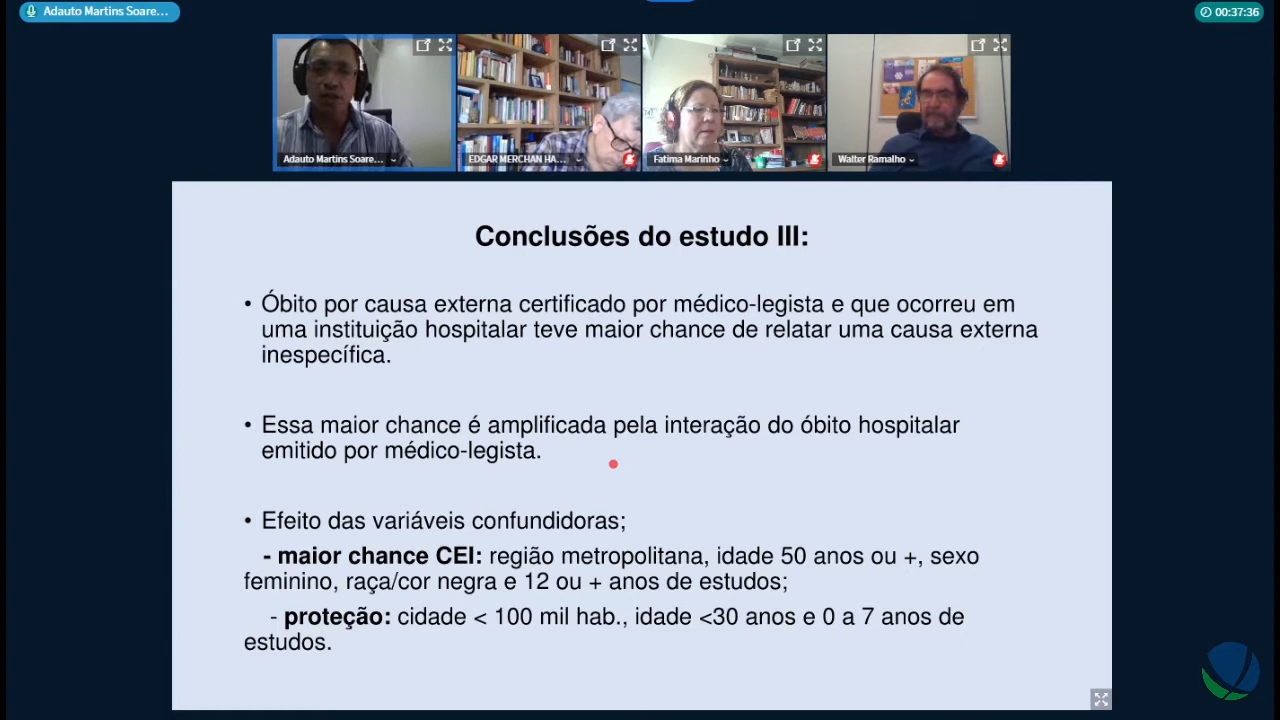 Adauto Martins Soare...
00:37:36
Adauto Martins Soare...
EDGAR MERCHAN HA...
Fatima Marinho
Walter Ramalho
Conclusões do estudo III:
• Óbito por causa externa certificado por médico-legista e que ocorreu em
uma instituição hospitalar teve maior chance de relatar uma causa externa
inespecífica.
• Essa maior chance é amplificada pela interação do óbito hospitalar
emitido por médico-legista.
• Efeito das variáveis confundidoras;
- maior chance CEI: região metropolitana, idade 50 anos ou +, sexo
feminino, raça/cor negra e 12 ou + anos de estudos;
- proteção: cidade < 100 mil hab., idade <30 anos e 0 a 7 anos de
estudos.